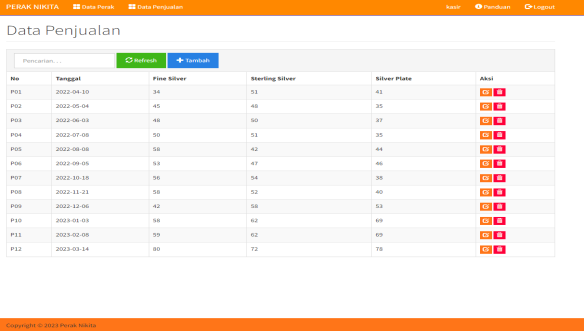 PERAK NIKITA Data Perak Data Penjualan kasir Panduan Logout
Data Penjualan
Pencarian. . . Refresh Tambah
No Tanggal Fine Silver Sterling Silver Silver Plate Aksi
P01 2022-04-10 34 51 41
P02 2022-05-04 45 48 35
P03 2022-06-03 48 50 37
P04 2022-07-08 50 51 35
P05 2022-08-08 58 42 44
P06 2022-09-05 53 47 46
P07 2022-10-18 56 54 38
P08 2022-11-21 58 52 40
P09 2022-12-06 42 58 53
P10 2023-01-03 58 62 69
P11 2023-02-08 59 62 69
P12 2023-03-14 80 72 78
Copyright © 2023 Perak Nikita